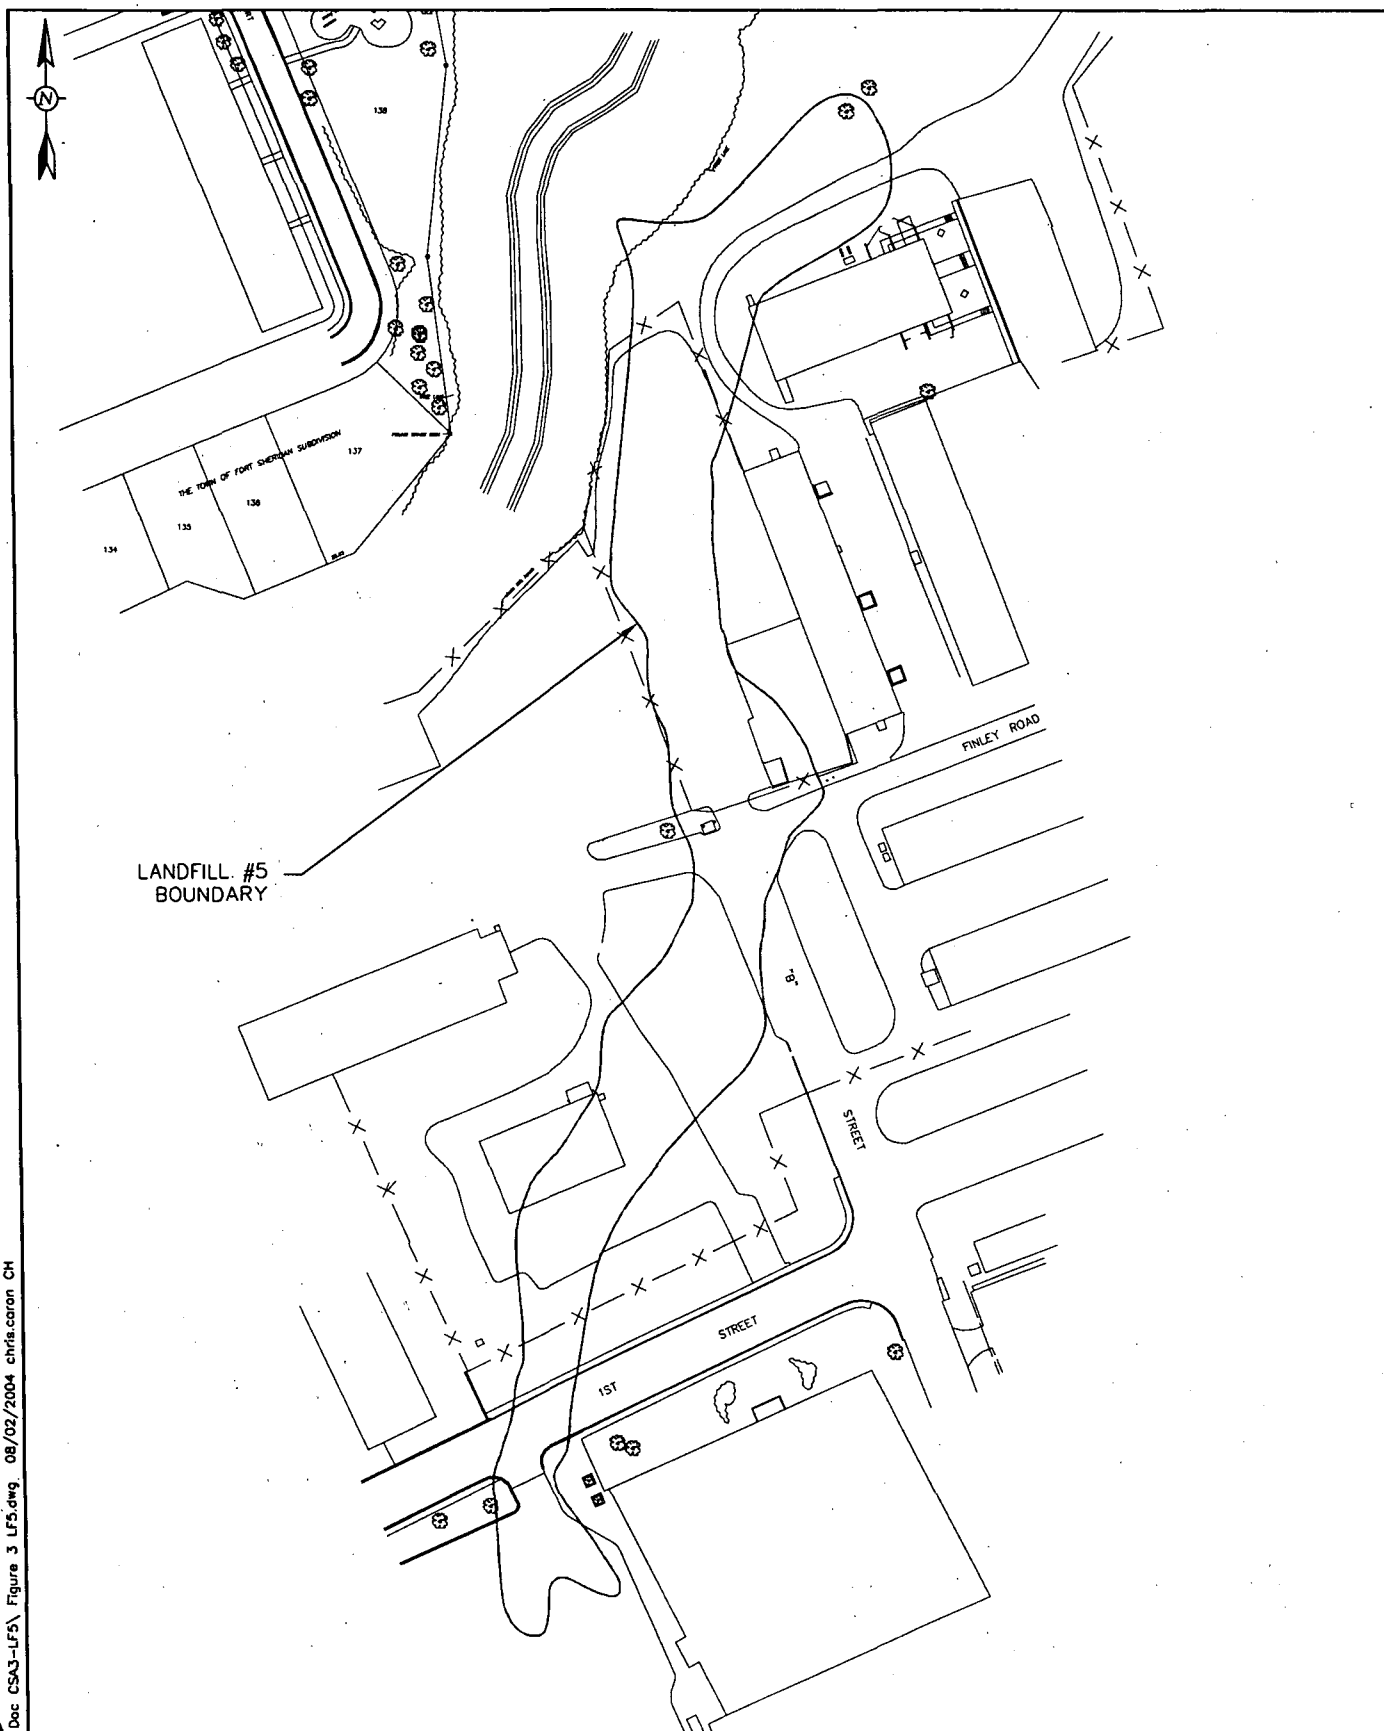 N
138
THE TOWN OF FORT SHERIDAN SUBDIVISION
137
136
135
134
FINLEY ROAD
LANDFILL. #5
BOUNDARY
"B"
STREET
STREET
1ST
Doc CSA3-LF5\ Figure 3 LF5.dwg 08/02/2004 chris.caron CH